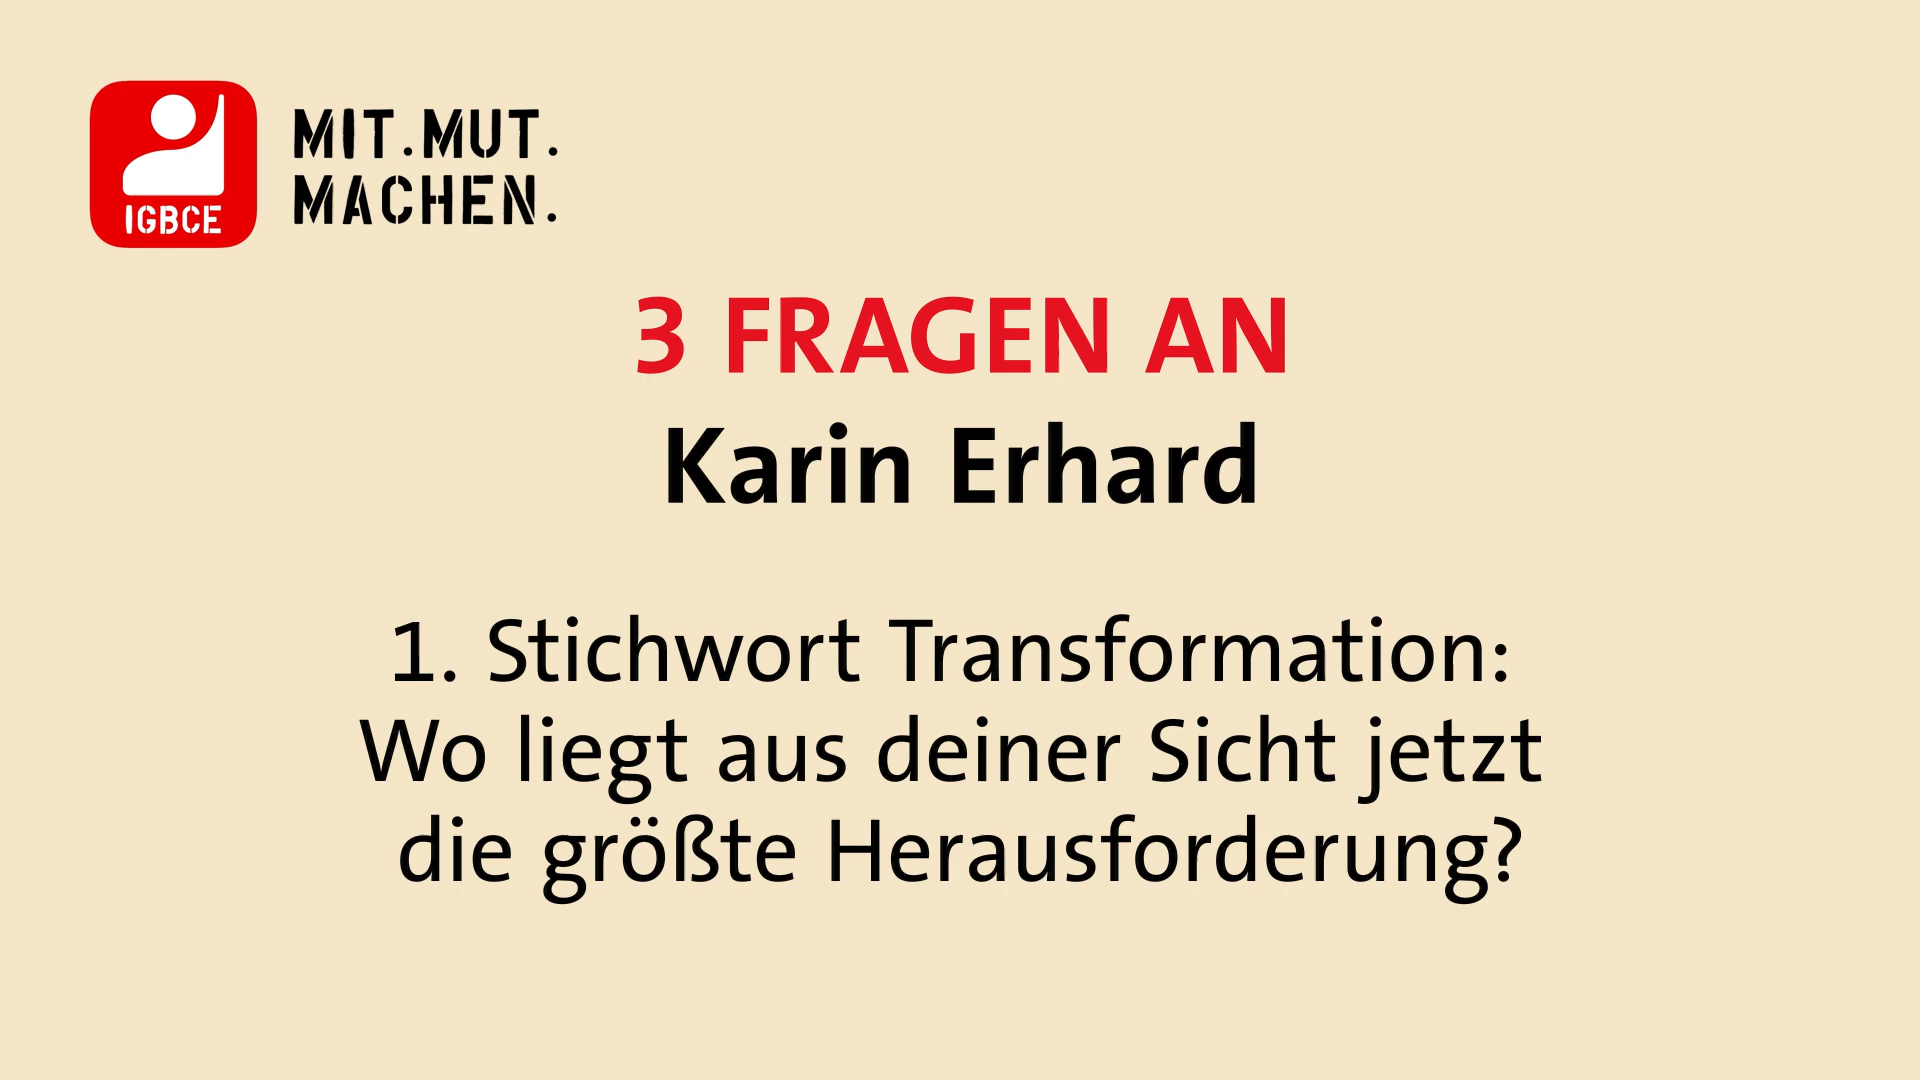 IGBCE
MIT.MUT.
MACHEN.
3 FRAGEN AN
Karin Erhard
1. Stichwort Transformation:
Wo liegt aus deiner Sicht jetzt
die größte Herausforderung?